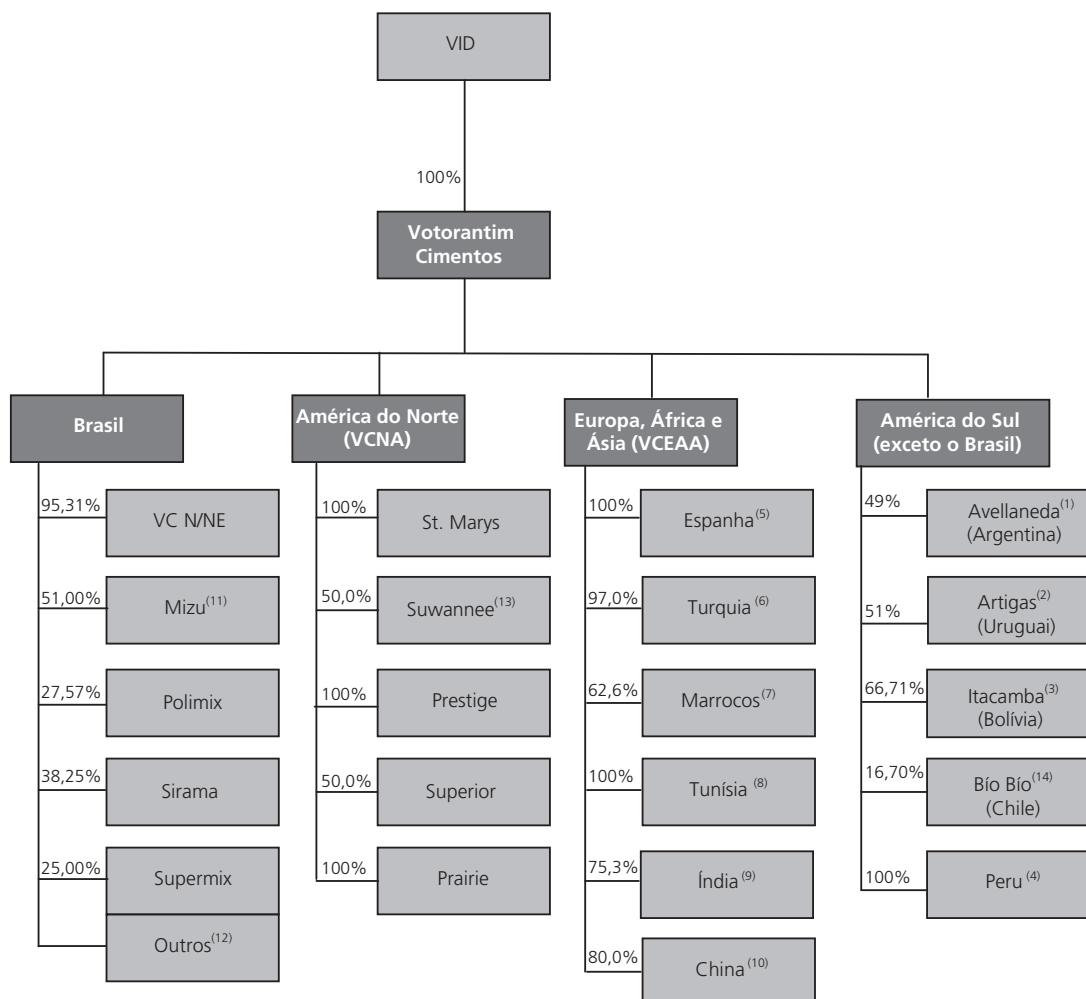 VID
100%
Votorantim
Cimentos
Brasil
95,31%
VC N/NE
51,00%
Mizu(11)
27,57%
Polimix
38,25%
Sirama
25,00%
Supermix
Outros(12)
América do Norte
(VCNA)
100%
St. Marys
50,0%
Suwannee(13)
100%
Prestige
50,0%
Superior
100%
Prairie
Europa, África e
Ásia (VCEAA)
100%
Espanha(5)
97,0%
Turquia(6)
62,6%
Marrocos(7)
100%
Tunísia (8)
75,3%
Índia(9)
80,0%
China(10)
América do Sul
(exceto o Brasil)
49%
Avellaneda(1)
(Argentina)
51%
Artigas(2)
(Uruguai)
66,71%
Itacamba(3)
(Bolívia)
16,70%
Bío Bío(14)
(Chile)
100%
Peru (4)